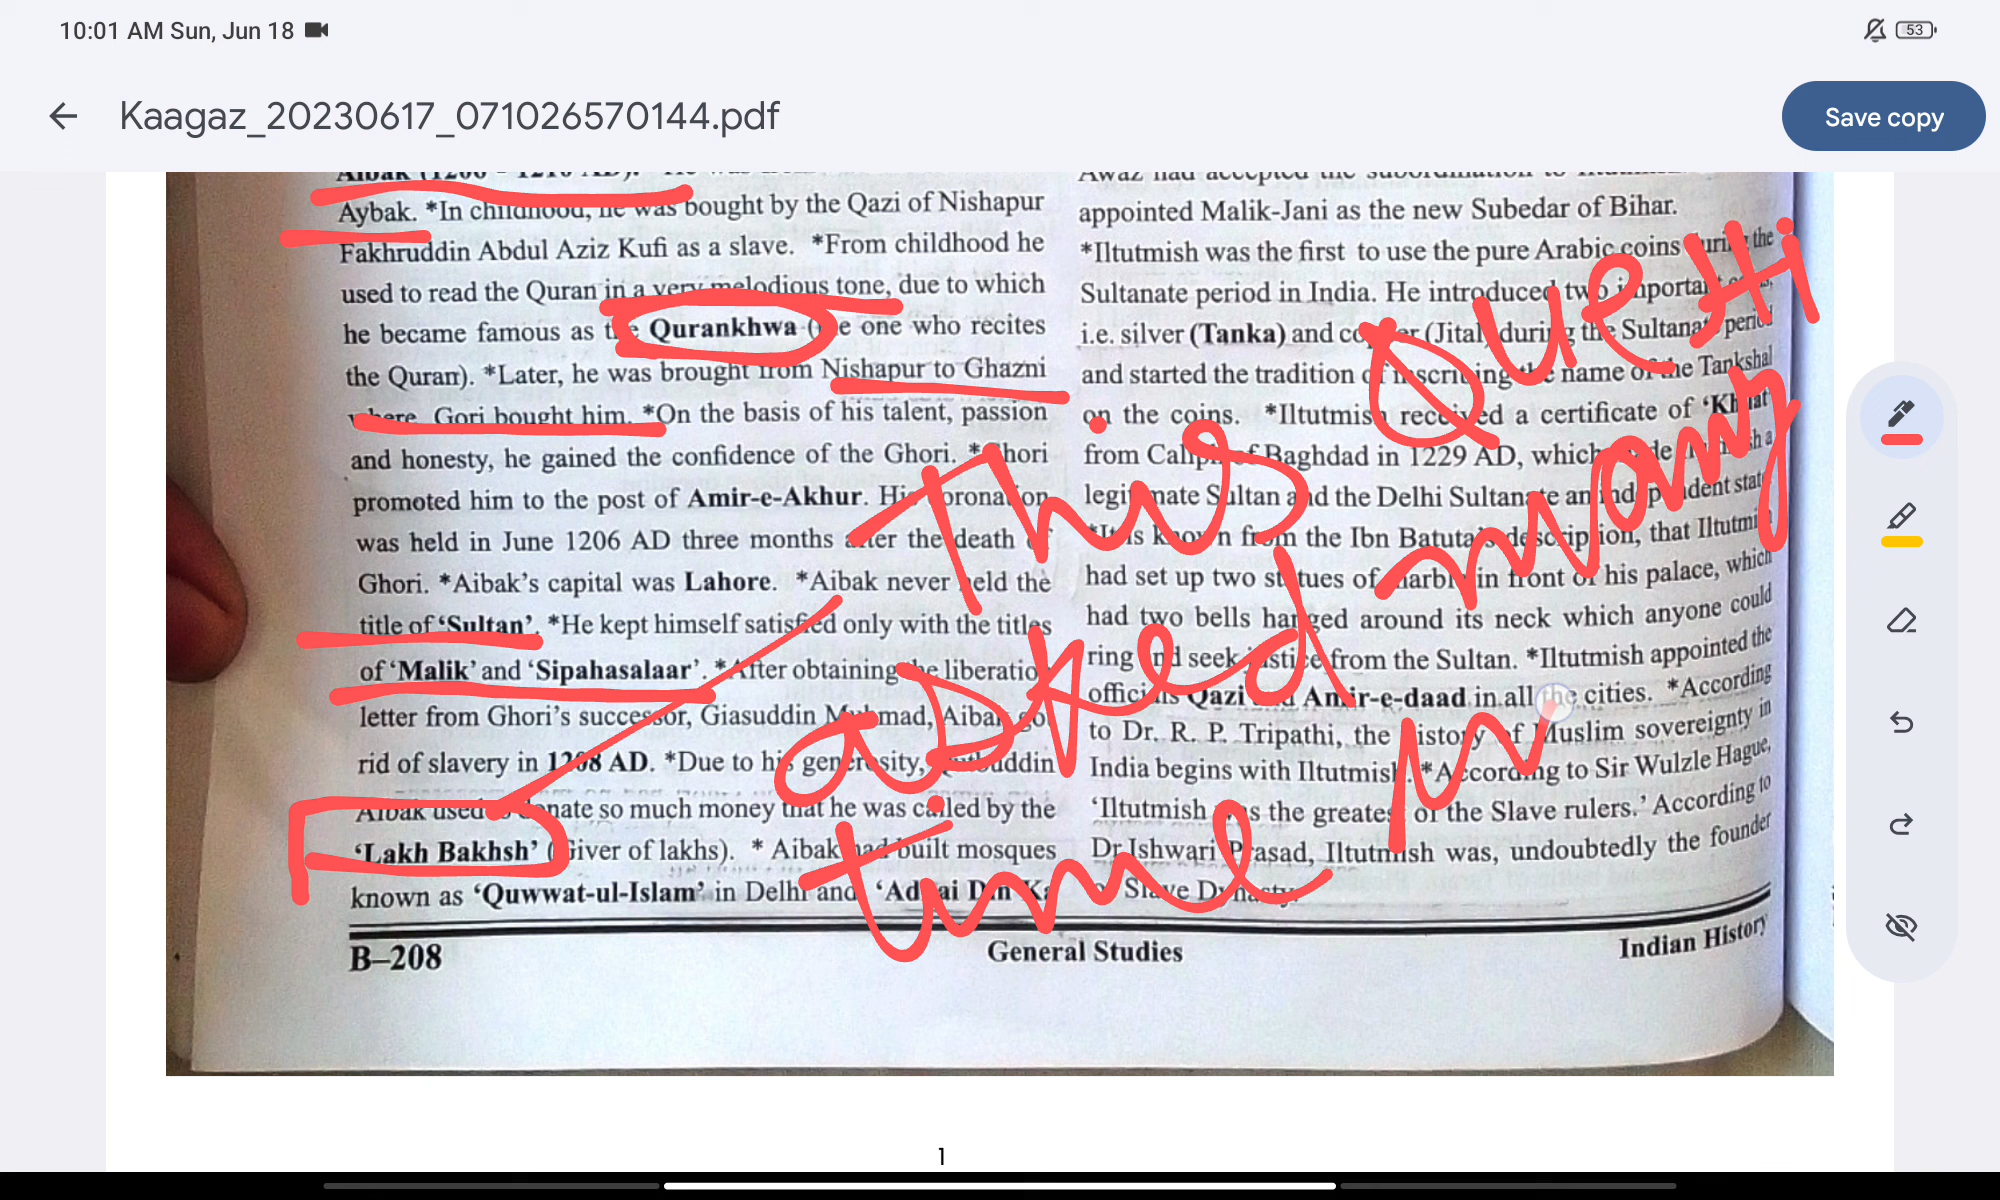 10:01 AM Sun, Jun 18
53
Kaagaz_20230617_071026570144.pdf
Save copy
Aybak. *In childhood, he was bought by the Qazi of Nishapur
Fakhruddin Abdul Aziz Kufi as a slave. *From childhood he
used to read the Quran in a very melodious tone, due to which
he became famous as the Qurankhwa (the one who recites
the Quran). *Later, he was brought from Nishapur to Ghazni
where Gori bought him. *On the basis of his talent, passion
and honesty, he gained the confidence of the Ghori. *Ghori
promoted him to the post of Amir-e-Akhur. His coronation
was held in June 1206 AD three months after the death of
Ghori. *Aibak's capital was Lahore. *Aibak never held the
title of 'Sultan'. *He kept himself satisfied only with the titles
of 'Malik' and 'Sipahasalaar'. *After obtaining the liberation
letter from Ghori's successor, Giasuddin Muhmad, Aibak got
rid of slavery in 1208 AD. *Due to his generosity, Qutbuddin
Aibak used to donate so much money that he was called by the
'Lakh Bakhsh' (Giver of lakhs). * Aibak had built mosques
known as 'Quwwat-ul-Islam' in Delhi and 'Adhai Din Ka
appointed Malik-Jani as the new Subedar of Bihar.
*Iltutmish was the first to use the pure Arabic coins during the
Sultanate period in India. He introduced two important
i.e. silver (Tanka) and copper (Jital) during the Sultanate period
and started the tradition of inscribing the name of the Tankshal
on the coins. *Iltutmish received a certificate of 'Khilat'
from Caliph of Baghdad in 1229 AD, which made Iltutmish a
legitimate Sultan and the Delhi Sultanate an independent state.
*It is known from the Ibn Batuta's description, that Iltutmish
had set up two statues of marble in front of his palace, which
had two bells hanged around its neck which anyone could
ring and seek justice from the Sultan. *Iltutmish appointed the
officials Qazi and Amir-e-daad in all the cities. *According
to Dr. R. P. Tripathi, the history of Muslim sovereignty in
India begins with Iltutmish. *According to Sir Wulzle Hague,
'Iltutmish was the greatest of the Slave rulers.' According to
Dr Ishwari Prasad, Iltutmish was, undoubtedly the founder
of Slave Dynasty.
This Questi
asked many
time in
B–208
General Studies
Indian History
1